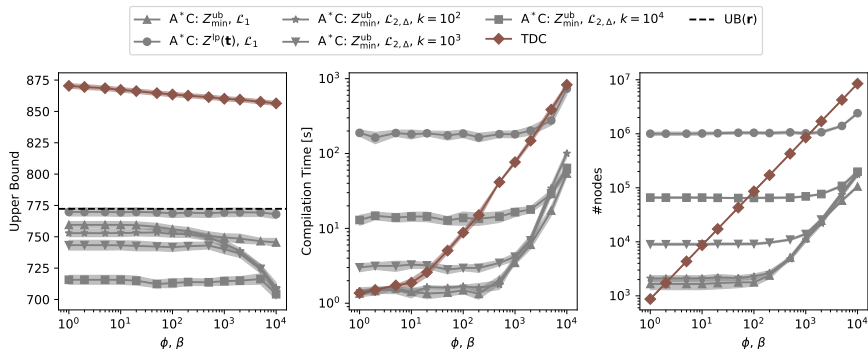 A*C: Z^ub_min, ℒ_1
A*C: Z^lp(t), ℒ_1
A*C: Z^ub_min, ℒ_2,Δ, k = 10^2
A*C: Z^ub_min, ℒ_2,Δ, k = 10^3
A*C: Z^ub_min, ℒ_2,Δ, k = 10^4
TDC
UB(r)
Upper Bound
875
850
825
800
775
750
725
700
10^0
10^1
10^2
10^3
10^4
ϕ, β
Compilation Time [s]
10^3
10^2
10^1
10^0
10^0
10^1
10^2
10^3
10^4
ϕ, β
#nodes
10^7
10^6
10^5
10^4
10^3
10^0
10^1
10^2
10^3
10^4
ϕ, β